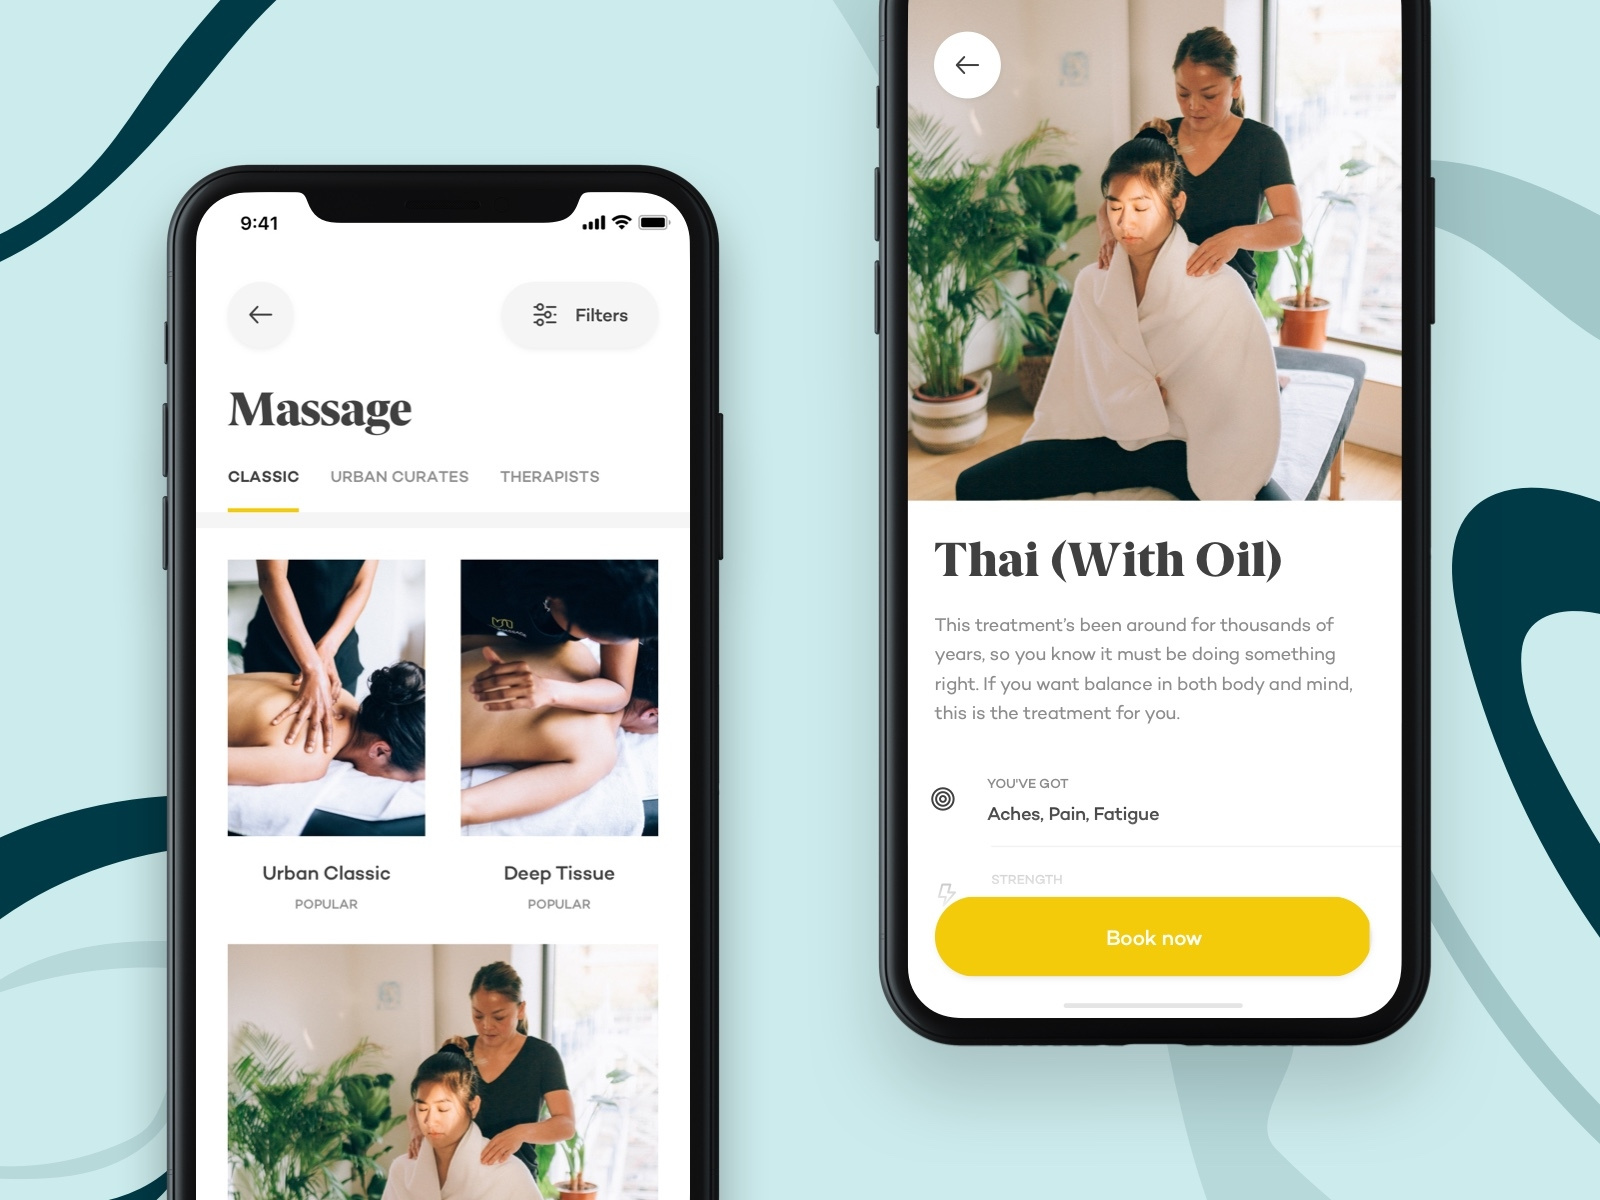 9:41
Filters
Massage
CLASSIC
URBAN CURATES
THERAPISTS
Urban Classic
POPULAR
Deep Tissue
POPULAR
Thai (With Oil)
This treatment's been around for thousands of
years, so you know it must be doing something
right. If you want balance in both body and mind,
this is the treatment for you.
YOU'VE GOT
Aches, Pain, Fatigue
STRENGTH
Book now